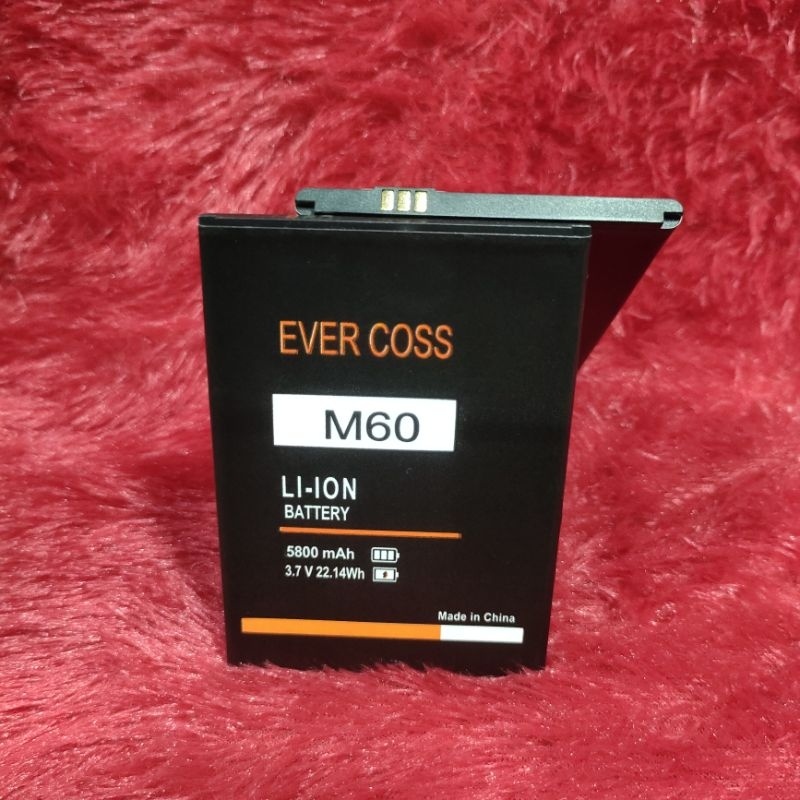 EVER COSS
M60
LI-ION
BATTERY
5800 mAh
3.7 V 22.14Wh
Made in China